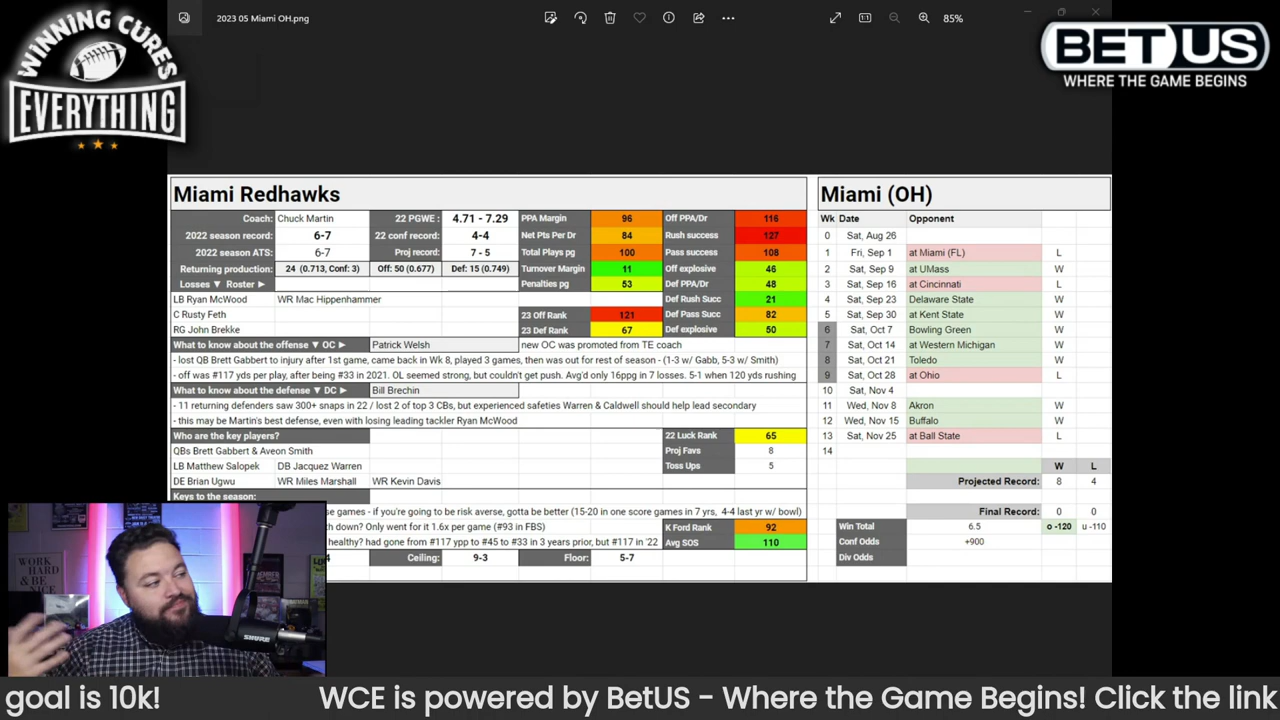 2023 05 Miami OH.png
85%
WINNING CURES
EVERYTHING
BETUS
WHERE THE GAME BEGINS
Miami Redhawks
Coach: Chuck Martin 22 PGWE : 4.71 - 7.29 PPA Margin 96 Off PPA/Dr 116
2022 season record: 6-7 22 conf record: 4-4 Net Pts Per Dr 84 Rush success 127
2022 season ATS: 6-7 Proj record: 7 - 5 Total Plays pg 100 Pass success 108
Returning production: 24 (0.713, Conf: 3) Off: 50 (0.677) Def: 15 (0.749) Turnover Margin 11 Off explosive 46
Losses ▼ Roster ► Penalties pg 53 Def PPA/Dr 48
LB Ryan McWood WR Mac Hippenhammer Def Rush Succ 21
C Rusty Feth 23 Off Rank 121 Def Pass Succ 82
RG John Brekke 23 Def Rank 67 Def explosive 50
What to know about the offense ▼ OC ► Patrick Welsh new OC was promoted from TE coach
- lost QB Brett Gabbert to injury after 1st game, came back in Wk 8, played 3 games, then was out for rest of season - (1-3 w/ Gabb, 5-3 w/ Smith)
- off was #117 yds per play, after being #33 in 2021. OL seemed strong, but couldn't get push. Avg'd only 16ppg in 7 losses. 5-1 when 120 yds rushing
What to know about the defense ▼ DC ► Bill Brechin
- 11 returning defenders saw 300+ snaps in 22 / lost 2 of top 3 CBs, but experienced safeties Warren & Caldwell should help lead secondary
- this may be Martin's best defense, even with losing leading tackler Ryan McWood
Who are the key players? 22 Luck Rank 65
QBs Brett Gabbert & Aveon Smith Proj Favs 8
LB Matthew Salopek DB Jacquez Warren Toss Ups 5
DE Brian Ugwu WR Miles Marshall WR Kevin Davis
Keys to the season:
se games - if you're going to be risk averse, gotta be better (15-20 in one score games in 7 yrs, 4-4 last yr w/ bowl)
th down? Only went for it 1.6x per game (#93 in FBS) K Ford Rank 92
healthy? had gone from #117 ypp to #45 to #33 in 3 years prior, but #117 in '22 Avg SOS 110
4 Ceiling: 9-3 Floor: 5-7
Miami (OH)
Wk Date Opponent
0 Sat, Aug 26
1 Fri, Sep 1 at Miami (FL) L
2 Sat, Sep 9 at UMass W
3 Sat, Sep 16 at Cincinnati L
4 Sat, Sep 23 Delaware State W
5 Sat, Sep 30 at Kent State W
6 Sat, Oct 7 Bowling Green W
7 Sat, Oct 14 at Western Michigan W
8 Sat, Oct 21 Toledo W
9 Sat, Oct 28 at Ohio L
10 Sat, Nov 4
11 Wed, Nov 8 Akron W
12 Wed, Nov 15 Buffalo W
13 Sat, Nov 25 at Ball State L
14
W L
Projected Record: 8 4
Final Record: 0 0
Win Total 6.5 o -120 u -110
Conf Odds +900
Div Odds
WORK
HARD
& BE
NICE
SHURE
goal is 10k! WCE is powered by BetUS - Where the Game Begins! Click the link